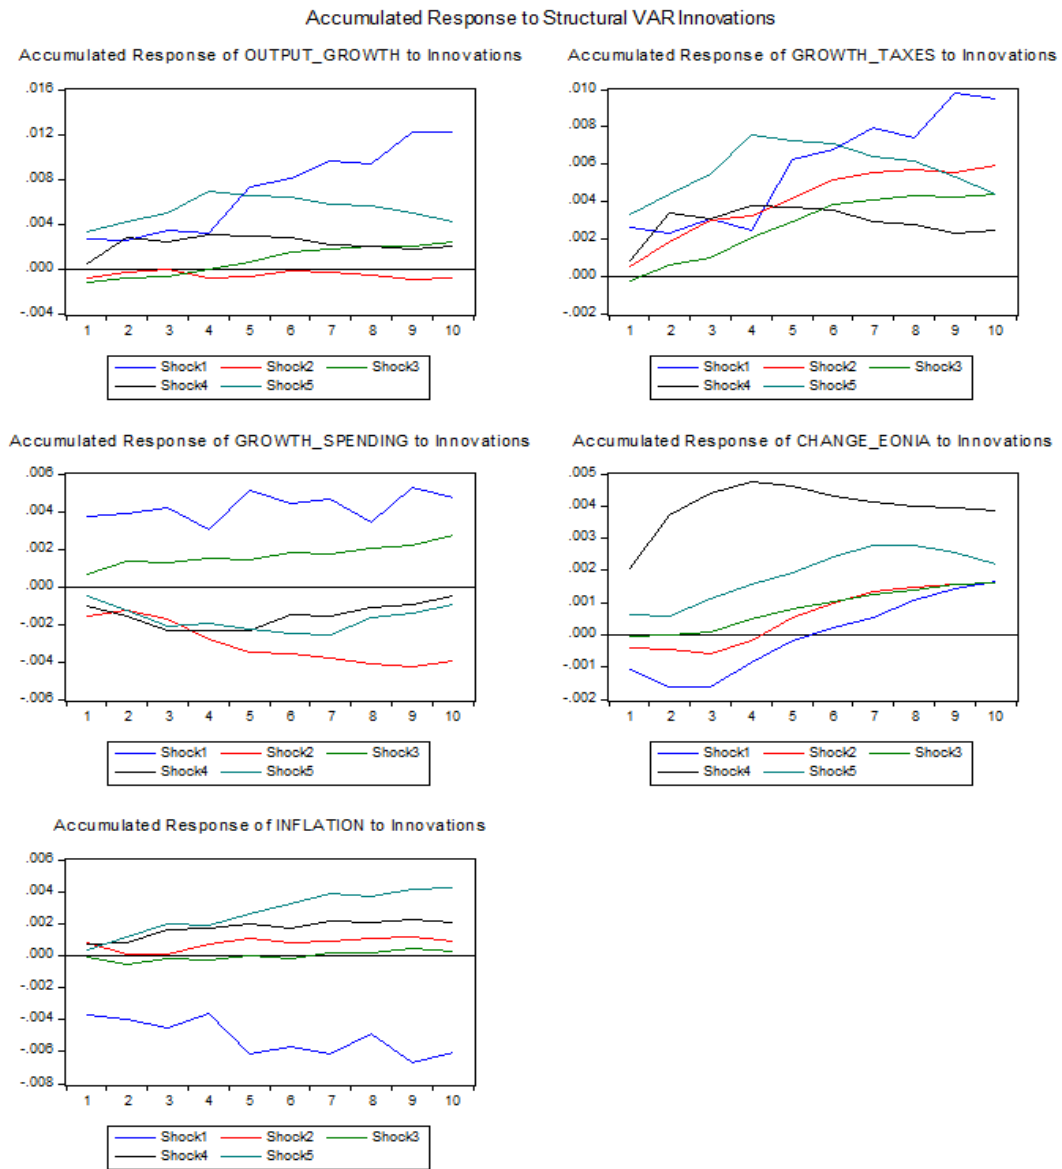 Accumulated Response to Structural VAR Innovations
Accumulated Response of OUTPUT_GROWTH to Innovations
.016
.012
.008
.004
.000
-.004
1 2 3 4 5 6 7 8 9 10
Shock1 Shock2 Shock3
Shock4 Shock5
Accumulated Response of GROWTH_TAXES to Innovations
.010
.008
.006
.004
.002
.000
-.002
1 2 3 4 5 6 7 8 9 10
Shock1 Shock2 Shock3
Shock4 Shock5
Accumulated Response of GROWTH_SPENDING to Innovations
.006
.004
.002
.000
-.002
-.004
-.006
1 2 3 4 5 6 7 8 9 10
Shock1 Shock2 Shock3
Shock4 Shock5
Accumulated Response of CHANGE_EONIA to Innovations
.005
.004
.003
.002
.001
.000
-.001
-.002
1 2 3 4 5 6 7 8 9 10
Shock1 Shock2 Shock3
Shock4 Shock5
Accumulated Response of INFLATION to Innovations
.006
.004
.002
.000
-.002
-.004
-.006
-.008
1 2 3 4 5 6 7 8 9 10
Shock1 Shock2 Shock3
Shock4 Shock5